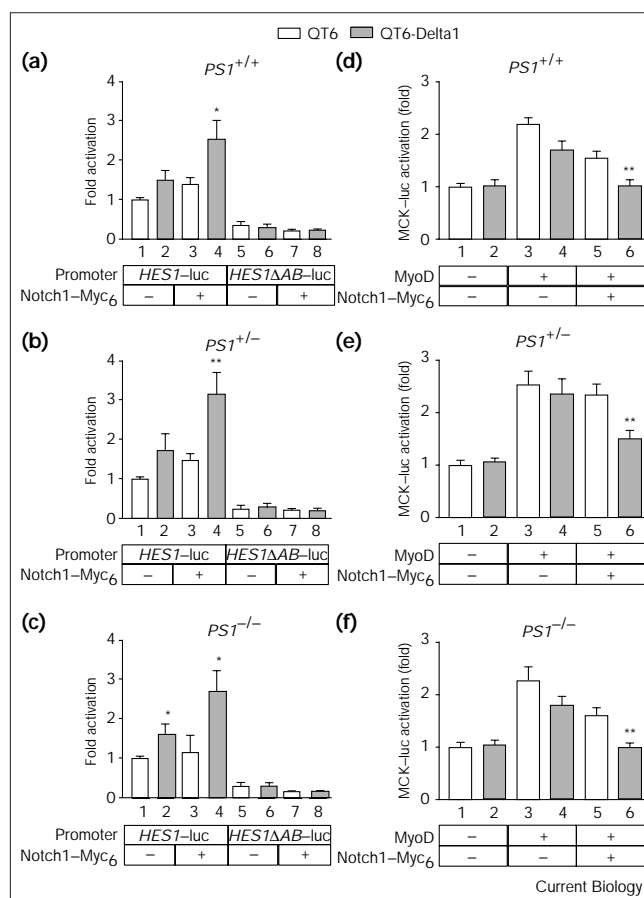 QT6 QT6-Delta1
(a) PS1+/+
Fold activation
4
3
2
1
0
*
1 2 3 4 5 6 7 8
Promoter HES1–luc HES1ΔAB–luc
Notch1–Myc6 – + – +
(d) PS1+/+
MCK–luc activation (fold)
3
2
1
0
**
1 2 3 4 5 6
MyoD – + +
Notch1–Myc6 – – +
(b) PS1+/–
Fold activation
4
3
2
1
0
**
1 2 3 4 5 6 7 8
Promoter HES1–luc HES1ΔAB–luc
Notch1–Myc6 – + – +
(e) PS1+/–
MCK–luc activation (fold)
3
2
1
0
**
1 2 3 4 5 6
MyoD – + +
Notch1–Myc6 – – +
(c) PS1–/–
Fold activation
4
2
1
0
* *
1 2 3 4 5 6 7 8
Promoter HES1–luc HES1ΔAB–luc
Notch1–Myc6 – + – +
(f) PS1–/–
MCK–luc activation (fold)
3
2
1
0
**
1 2 3 4 5 6
MyoD – + +
Notch1–Myc6 – – +
Current Biology